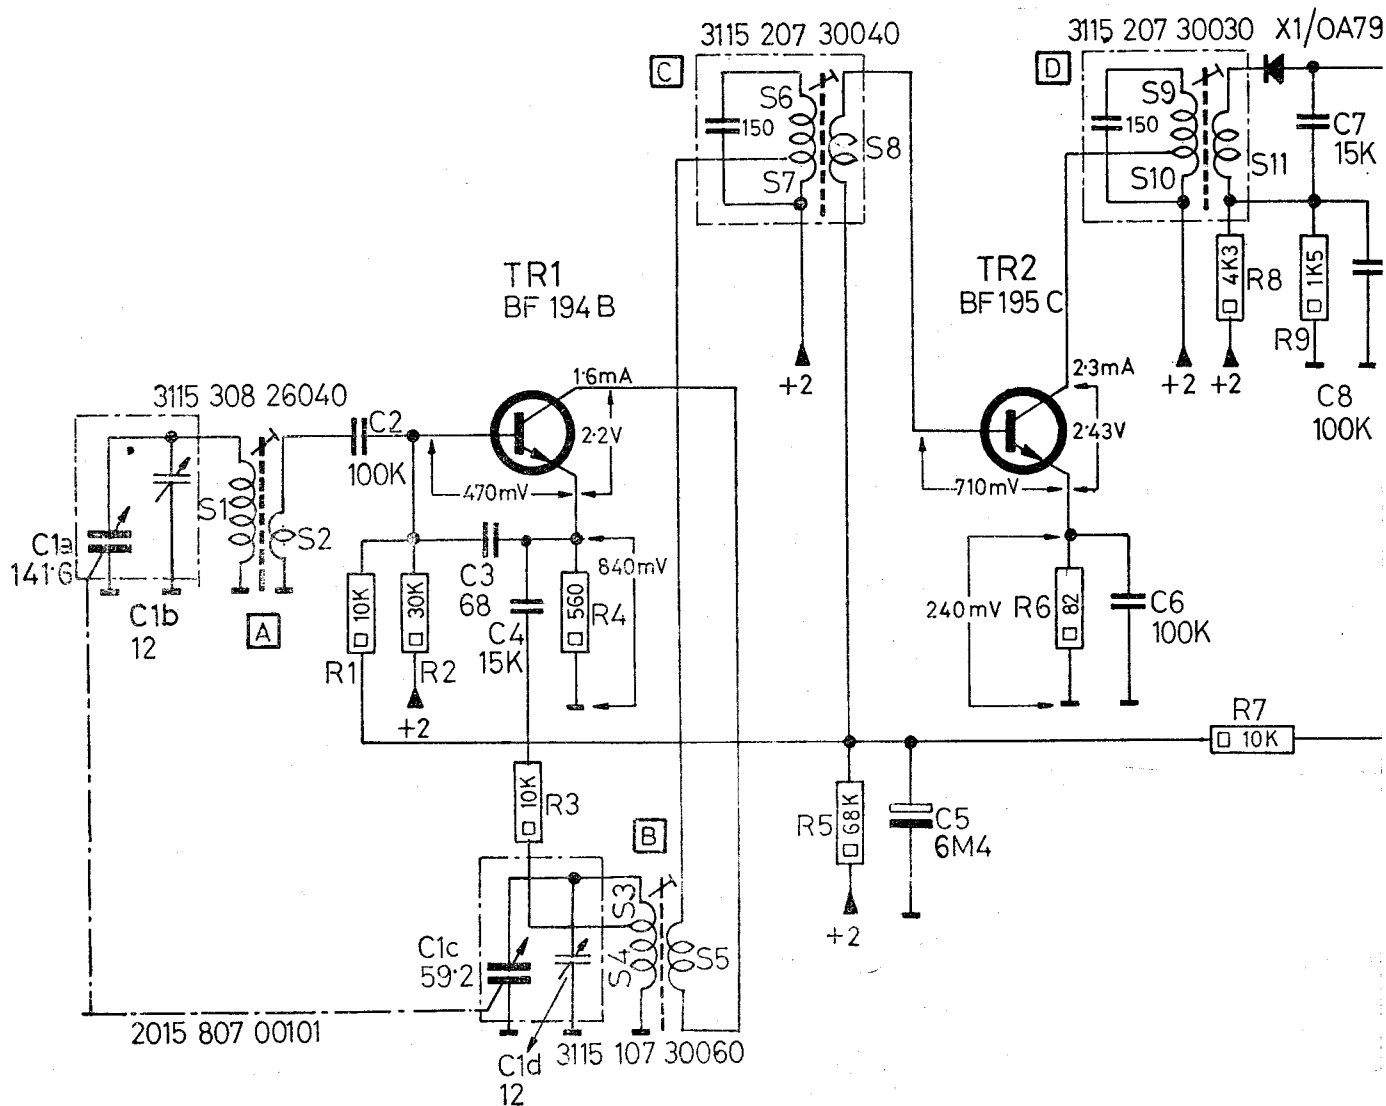 3115 207 30040
3115 207 30030
X1/OA79
C
D
S6
150
S7
S8
S9
150
S10
S11
C7
15K
TR1
BF 194 B
TR2
BF 195 C
4K3
R8
1K5
R9
+2
+2
+2
C8
100K
3115 308 26040
1·6mA
2·3mA
C2
100K
2·2V
2·43V
470mV
710mV
S1
S2
C1a
141·6
C1b
12
A
10K
R1
30K
R2
+2
C3
68
C4
15K
560
R4
840mV
240mV
R6
82
C6
100K
R7
10K
10K
R3
B
R5
68K
C5
6M4
+2
S3
S4
S5
C1c
59·2
2015 807 00101
C1d
12
3115 107 30060